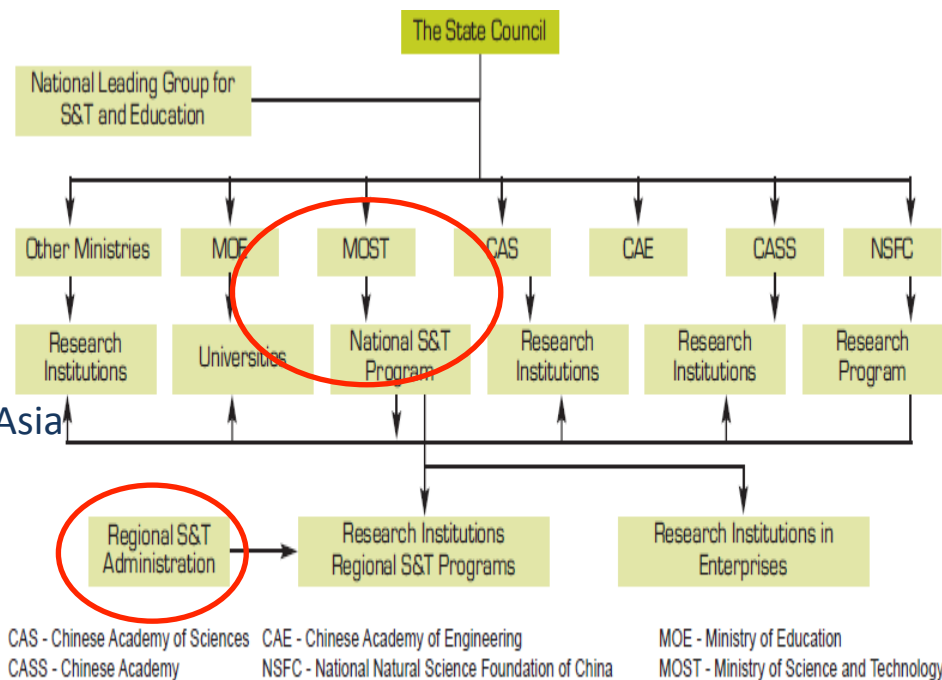 The State Council
National Leading Group for
S&T and Education
Other Ministries
MOE
MOST
CAS
CAE
CASS
NSFC
Research
Institutions
Universities
National S&T
Program
Research
Institutions
Research
Institutions
Research
Program
Asia
Regional S&T
Administration
Research Institutions
Regional S&T Programs
Research Institutions in
Enterprises
CAS - Chinese Academy of Sciences
CAE - Chinese Academy of Engineering
MOE - Ministry of Education
CASS - Chinese Academy
NSFC - National Natural Science Foundation of China
MOST - Ministry of Science and Technology